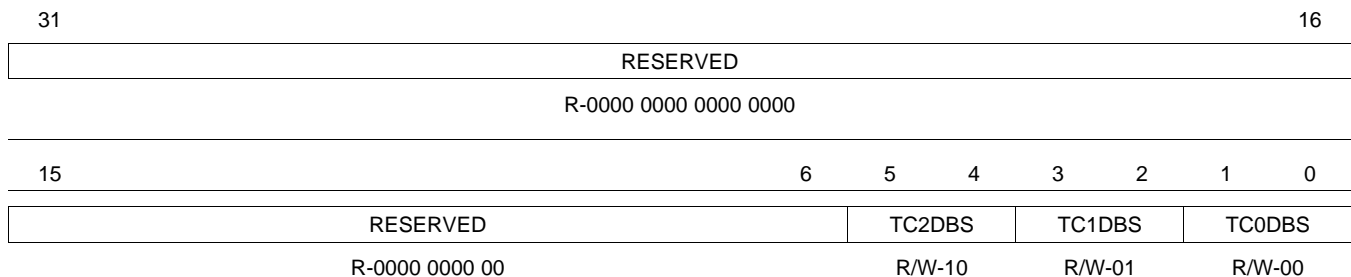 31 16
RESERVED
R-0000 0000 0000 0000
15 6 5 4 3 2 1 0
RESERVED TC2DBS TC1DBS TC0DBS
R-0000 0000 00 R/W-10 R/W-01 R/W-00